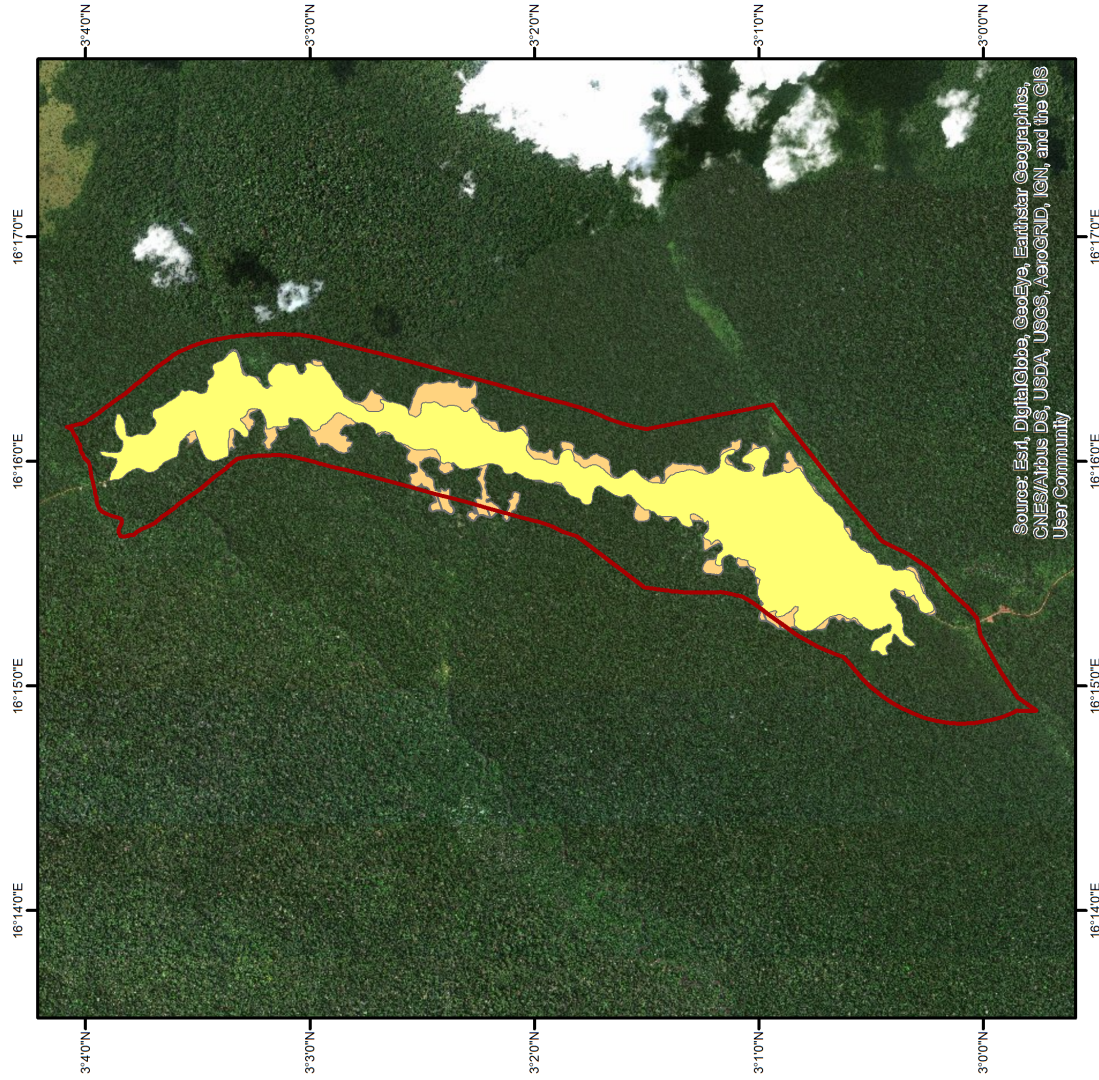 16°14'0"E
16°15'0"E
16°16'0"E
16°17'0"E
3°4'0"N
3°4'0"N
3°3'0"N
3°3'0"N
3°2'0"N
3°2'0"N
3°1'0"N
3°1'0"N
3°0'0"N
3°0'0"N
Source: Esri, DigitalGlobe, GeoEye, Earthstar Geographics,
CNES/Airbus DS, USDA, USGS, AeroGRID, IGN, and the GIS
User Community
16°14'0"E
16°15'0"E
16°16'0"E
16°17'0"E